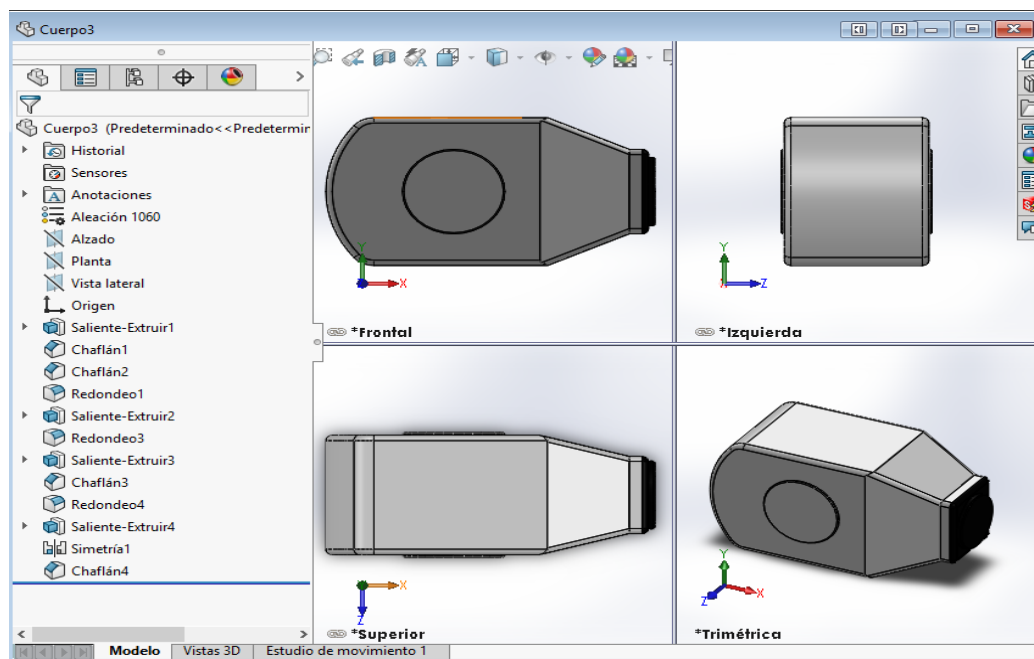 Cuerpo3
Cuerpo3 (Predeterminado<<Predetermir
Historial
Sensores
A Anotaciones
Aleación 1060
Alzado
Planta
Vista lateral
Origen
Saliente-Extruir1
Chaflán1
Chaflán2
Redondeo1
Saliente-Extruir2
Redondeo3
Saliente-Extruir3
Chaflán3
Redondeo4
Saliente-Extruir4
Simetría1
Chaflán4
Y
X
*Frontal
Y
X
Z
*Izquierda
X
Z
*Superior
Y
X
Z
*Trimétrica
Modelo
Vistas 3D
Estudio de movimiento 1